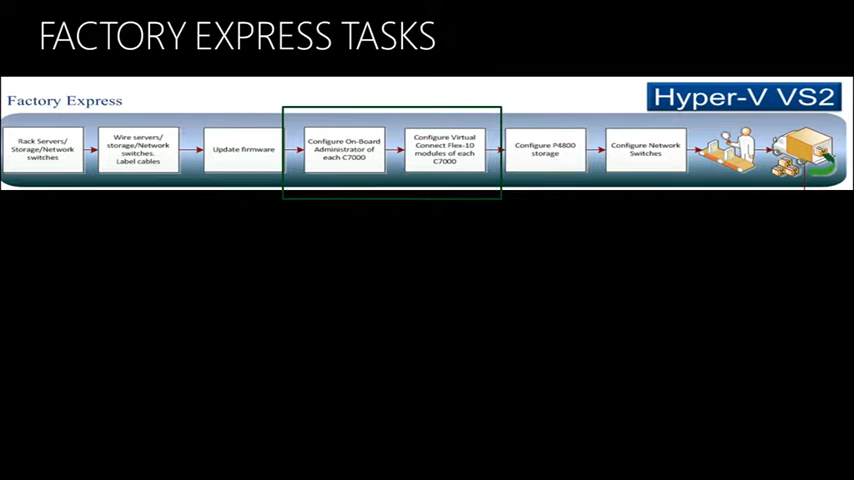 FACTORY EXPRESS TASKS
Factory Express
Hyper-V VS2
Rack Servers/
Storage/Network
switches
Wire servers/
storage/Network
switches.
Label cables
Update firmware
Configure On-Board
Administrator of
each C7000
Configure Virtual
Connect Flex-10
modules of each
C7000
Configure P4800
storage
Configure Network
Switches